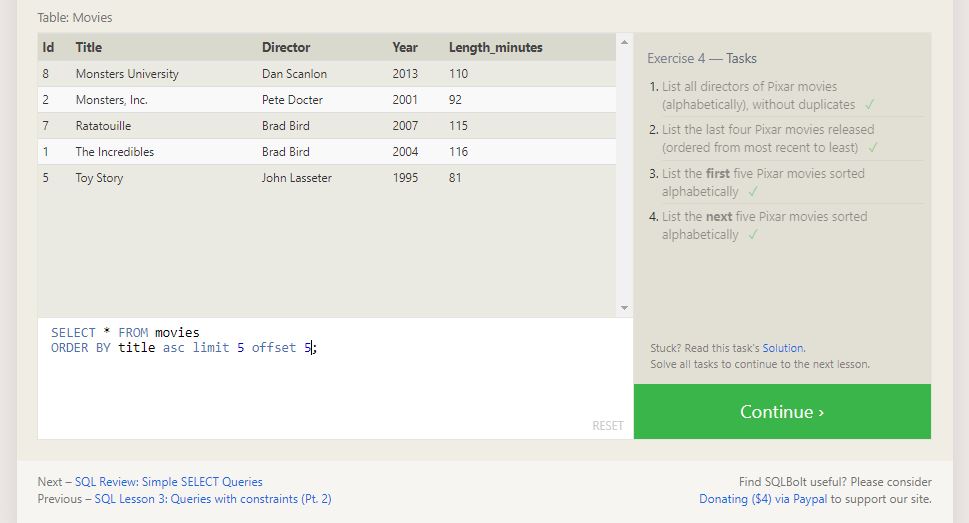 Table: Movies
Id Title Director Year Length_minutes
8 Monsters University Dan Scanlon 2013 110
2 Monsters, Inc. Pete Docter 2001 92
7 Ratatouille Brad Bird 2007 115
1 The Incredibles Brad Bird 2004 116
5 Toy Story John Lasseter 1995 81
SELECT * FROM movies
ORDER BY title asc limit 5 offset 5;
RESET
Exercise 4 — Tasks
1. List all directors of Pixar movies
(alphabetically), without duplicates ✓
2. List the last four Pixar movies released
(ordered from most recent to least) ✓
3. List the first five Pixar movies sorted
alphabetically ✓
4. List the next five Pixar movies sorted
alphabetically ✓
Stuck? Read this task's Solution.
Solve all tasks to continue to the next lesson.
Continue ›
Next – SQL Review: Simple SELECT Queries
Previous – SQL Lesson 3: Queries with constraints (Pt. 2)
Find SQLBolt useful? Please consider
Donating ($4) via Paypal to support our site.